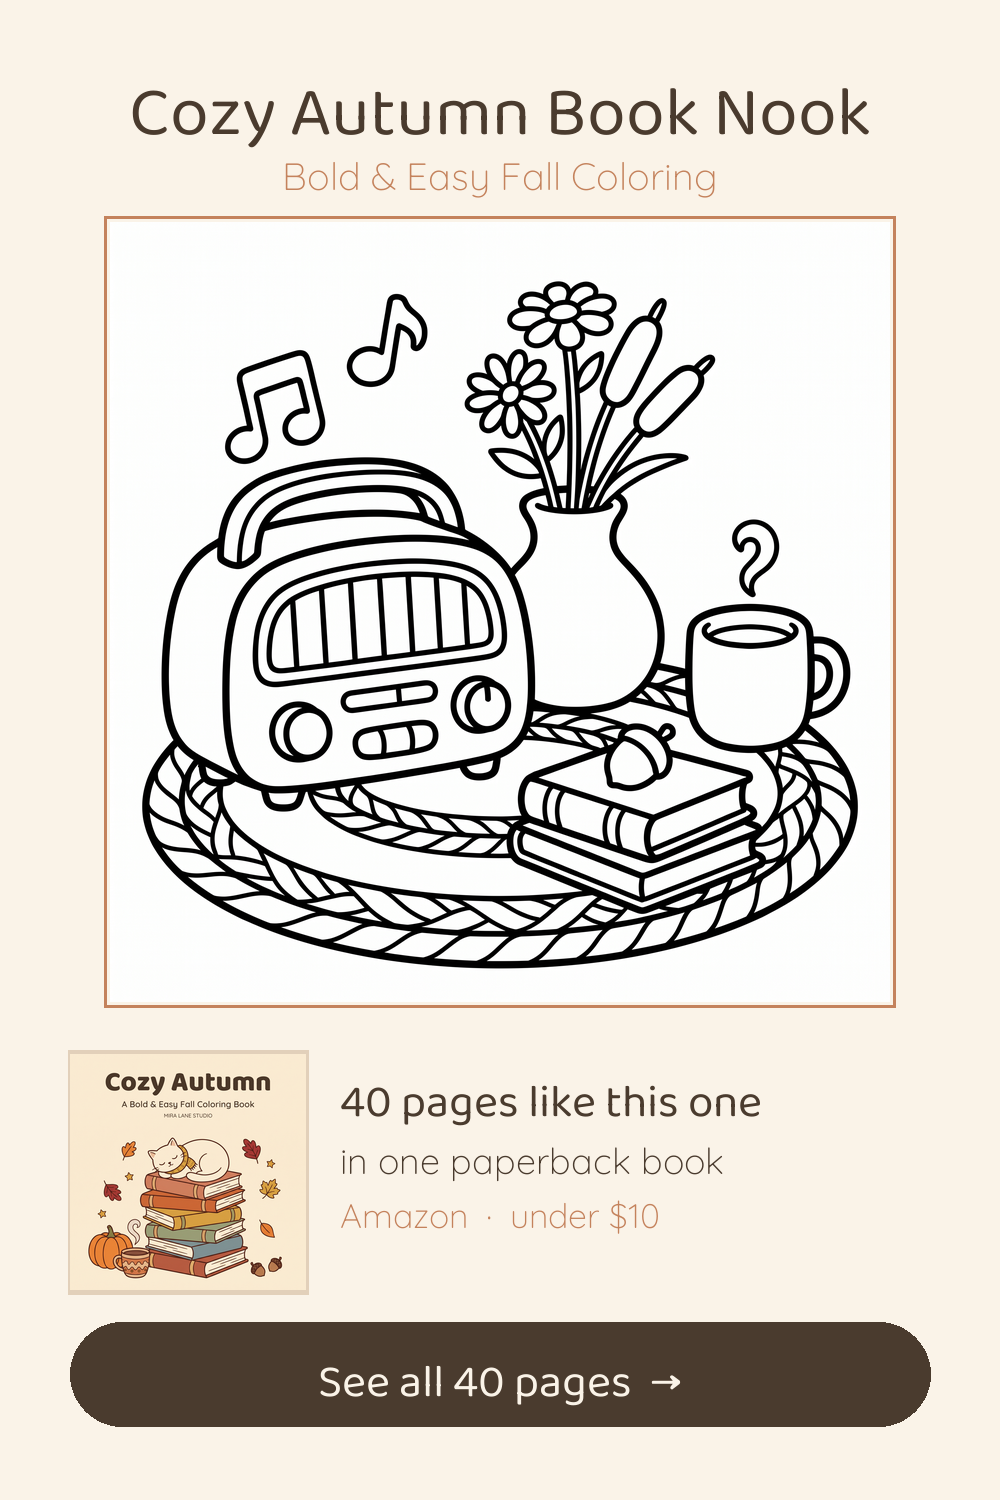 Cozy Autumn Book Nook
Bold & Easy Fall Coloring
Cozy Autumn
A Bold & Easy Fall Coloring Book
MIRA LANE STUDIO
40 pages like this one
in one paperback book
Amazon · under $10
See all 40 pages →